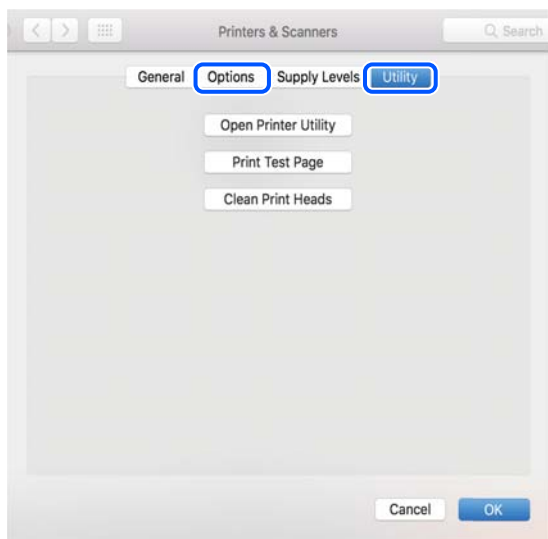 Printers & Scanners Search
General Options Supply Levels Utility
Open Printer Utility
Print Test Page
Clean Print Heads
Cancel OK